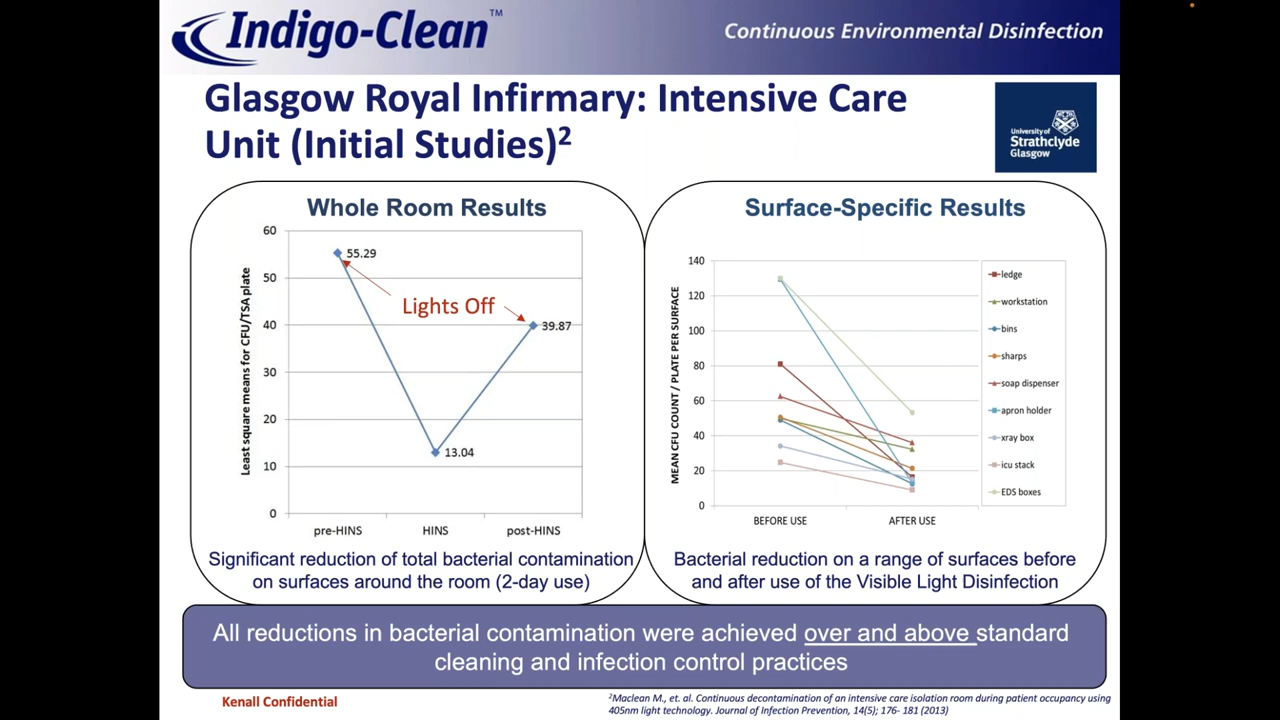 Indigo-Clean™
Continuous Environmental Disinfection
Glasgow Royal Infirmary: Intensive Care
Unit (Initial Studies)²
University of
Strathclyde
Glasgow
Whole Room Results
Least square means for CFU/TSA plate
60
50
40
30
20
10
0
55.29
Lights Off
39.87
13.04
pre-HINS HINS post-HINS
Significant reduction of total bacterial contamination
on surfaces around the room (2-day use)
Surface-Specific Results
MEAN CFU COUNT / PLATE PER SURFACE
140
120
100
80
60
40
20
0
BEFORE USE AFTER USE
ledge
workstation
bins
sharps
soap dispenser
apron holder
xray box
icu stack
EDS boxes
Bacterial reduction on a range of surfaces before
and after use of the Visible Light Disinfection
All reductions in bacterial contamination were achieved over and above standard
cleaning and infection control practices
Kenall Confidential
²Maclean M., et. al. Continuous decontamination of an intensive care isolation room during patient occupancy using
405nm light technology. Journal of Infection Prevention, 14(5); 176- 181 (2013)